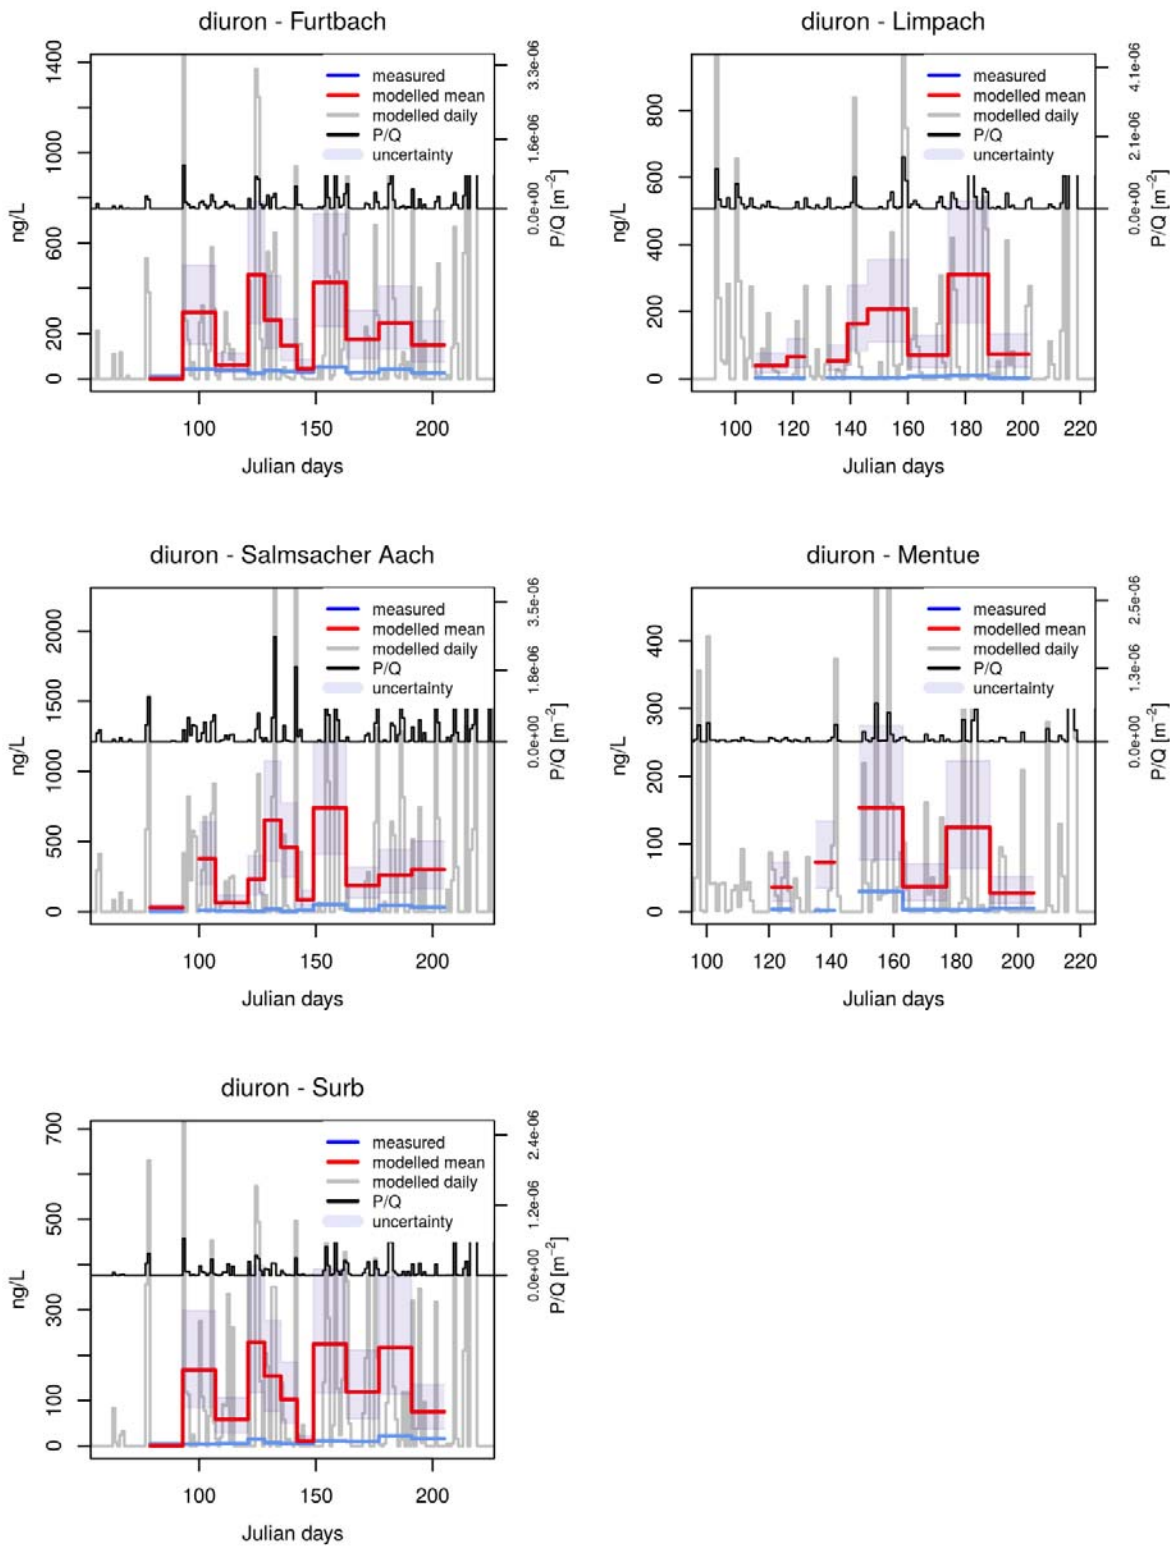 diuron - Furtbach
1400
1000
600
200
0
ng/L
measured
modelled mean
modelled daily
P/Q
uncertainty
3.3e-06
1.6e-06
0.0e+00
P/Q [m⁻²]
100 150 200
Julian days
diuron - Limpach
800
600
400
200
0
ng/L
measured
modelled mean
modelled daily
P/Q
uncertainty
4.1e-06
2.1e-06
0.0e+00
P/Q [m⁻²]
100 120 140 160 180 200 220
Julian days
diuron - Salmsacher Aach
2000
1500
1000
500
0
ng/L
measured
modelled mean
modelled daily
P/Q
uncertainty
3.5e-06
1.8e-06
0.0e+00
P/Q [m⁻²]
100 150 200
Julian days
diuron - Mentue
400
300
200
100
0
ng/L
measured
modelled mean
modelled daily
P/Q
uncertainty
2.5e-06
1.3e-06
0.0e+00
P/Q [m⁻²]
100 120 140 160 180 200 220
Julian days
diuron - Surb
700
500
300
100
0
ng/L
measured
modelled mean
modelled daily
P/Q
uncertainty
2.4e-06
1.2e-06
0.0e+00
P/Q [m⁻²]
100 150 200
Julian days